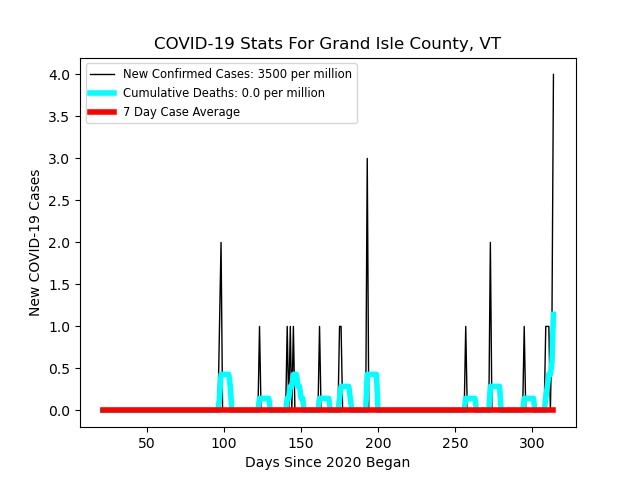 COVID-19 Stats For Grand Isle County, VT
New Confirmed Cases: 3500 per million
Cumulative Deaths: 0.0 per million
7 Day Case Average
New COVID-19 Cases
4.0
3.5
3.0
2.5
2.0
1.5
1.0
0.5
0.0
50 100 150 200 250 300
Days Since 2020 Began